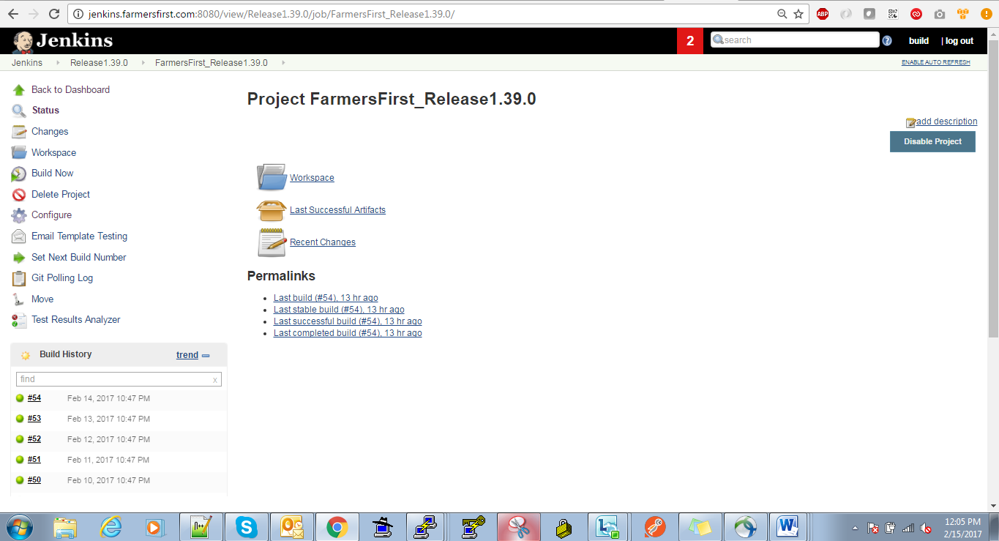 jenkins.farmersfirst.com:8080/view/Release1.39.0/job/FarmersFirst_Release1.39.0/
ABP
Jenkins
2
search
?
build
| log out
Jenkins
Release1.39.0
FarmersFirst_Release1.39.0
ENABLE AUTO REFRESH
Back to Dashboard
Status
Changes
Workspace
Build Now
Delete Project
Configure
Email Template Testing
Set Next Build Number
Git Polling Log
Move
Test Results Analyzer
Project FarmersFirst_Release1.39.0
add description
Disable Project
Workspace
Last Successful Artifacts
Recent Changes
Permalinks
Last build (#54), 13 hr ago
Last stable build (#54), 13 hr ago
Last successful build (#54), 13 hr ago
Last completed build (#54), 13 hr ago
Build History
trend
find
x
#54 Feb 14, 2017 10:47 PM
#53 Feb 13, 2017 10:47 PM
#52 Feb 12, 2017 10:47 PM
#51 Feb 11, 2017 10:47 PM
#50 Feb 10, 2017 10:47 PM
12:05 PM
2/15/2017